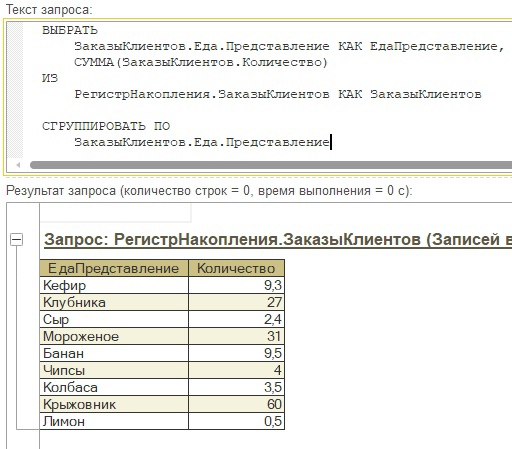 Текст запроса:
ВЫБРАТЬ
ЗаказыКлиентов.Еда.Представление КАК ЕдаПредставление,
СУММА(ЗаказыКлиентов.Количество)
ИЗ
РегистрНакопления.ЗаказыКлиентов КАК ЗаказыКлиентов
СГРУППИРОВАТЬ ПО
ЗаказыКлиентов.Еда.Представление
Результат запроса (количество строк = 0, время выполнения = 0 с):
Запрос: РегистрНакопления.ЗаказыКлиентов (Записей в
ЕдаПредставление Количество
Кефир 9,3
Клубника 27
Сыр 2,4
Мороженое 31
Банан 9,5
Чипсы 4
Колбаса 3,5
Крыжовник 60
Лимон 0,5